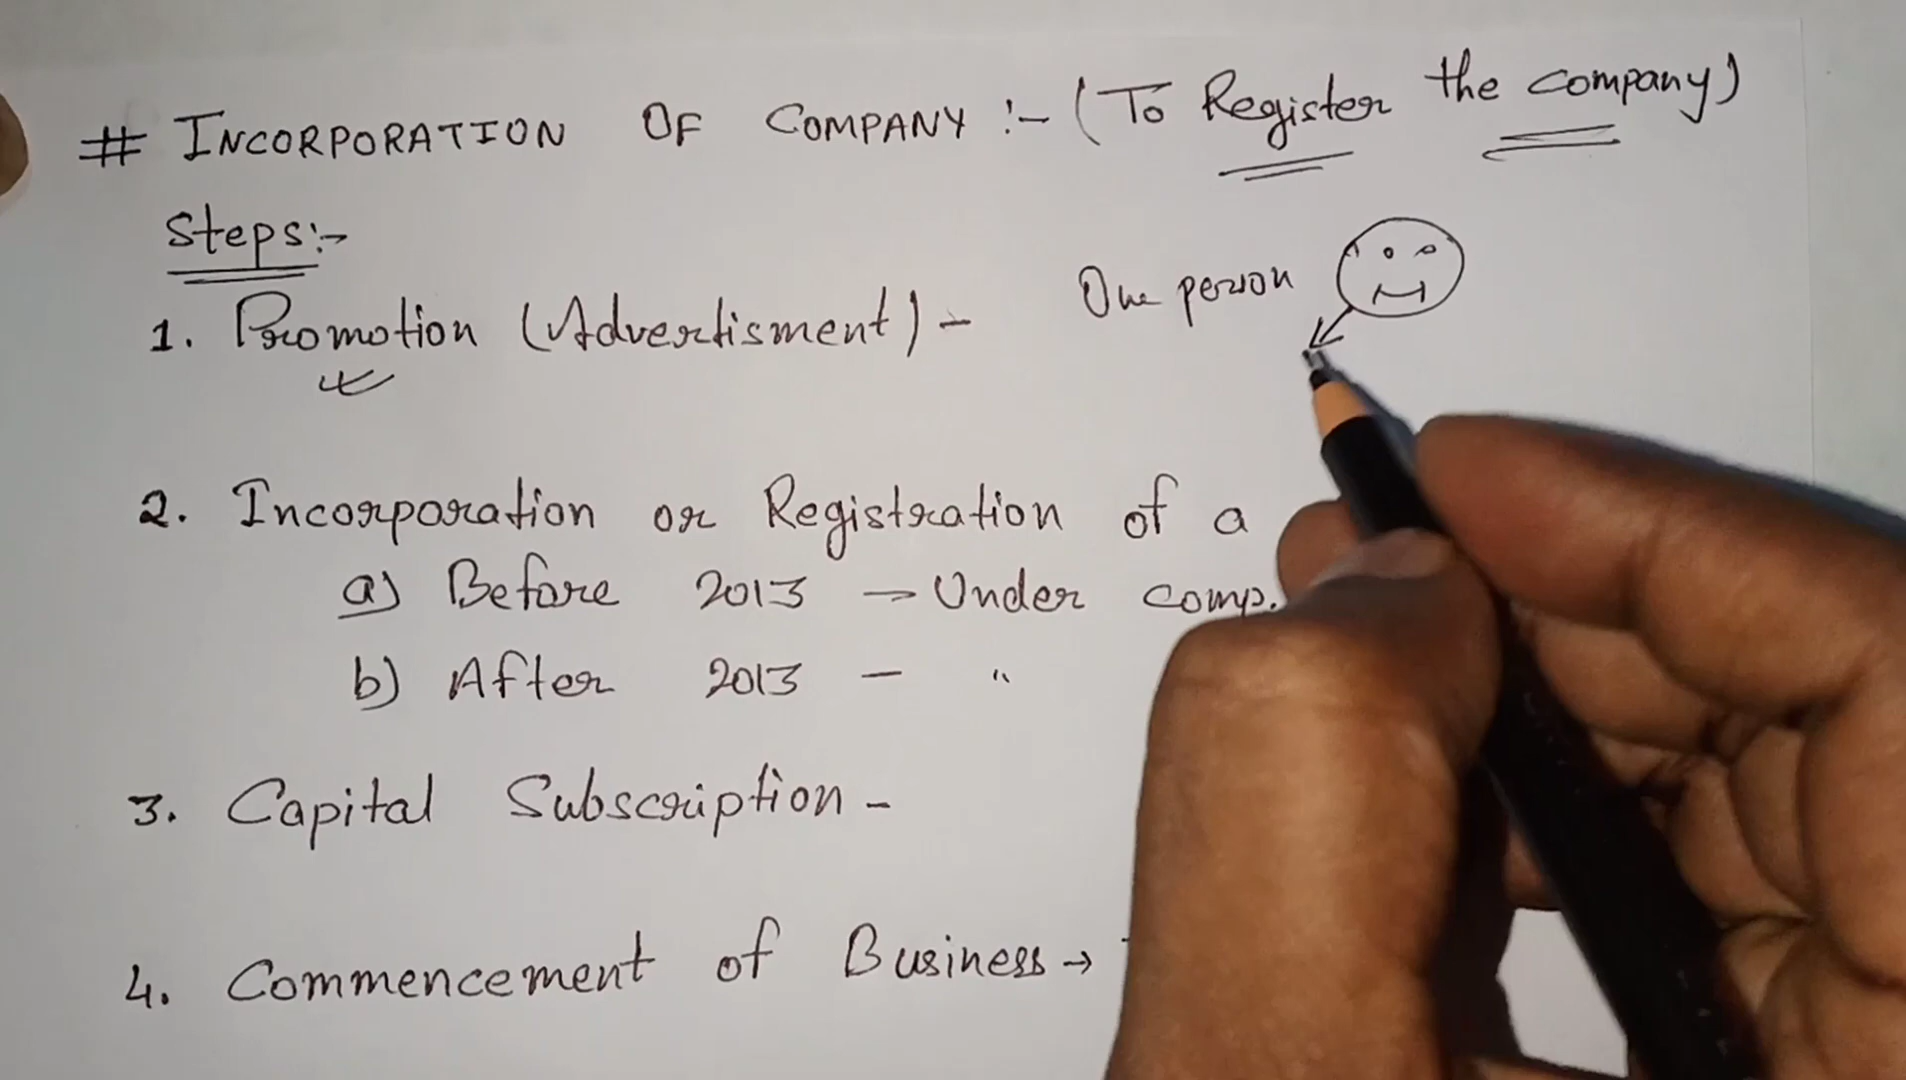 # INCORPORATION OF COMPANY :- (To Register the company)
Steps:-
One person
1. Promotion (Advertisment) -
2. Incorporation or Registration of a
a) Before 2013 → Under comp.
b) After 2013 - "
3. Capital Subscription -
4. Commencement of Business →